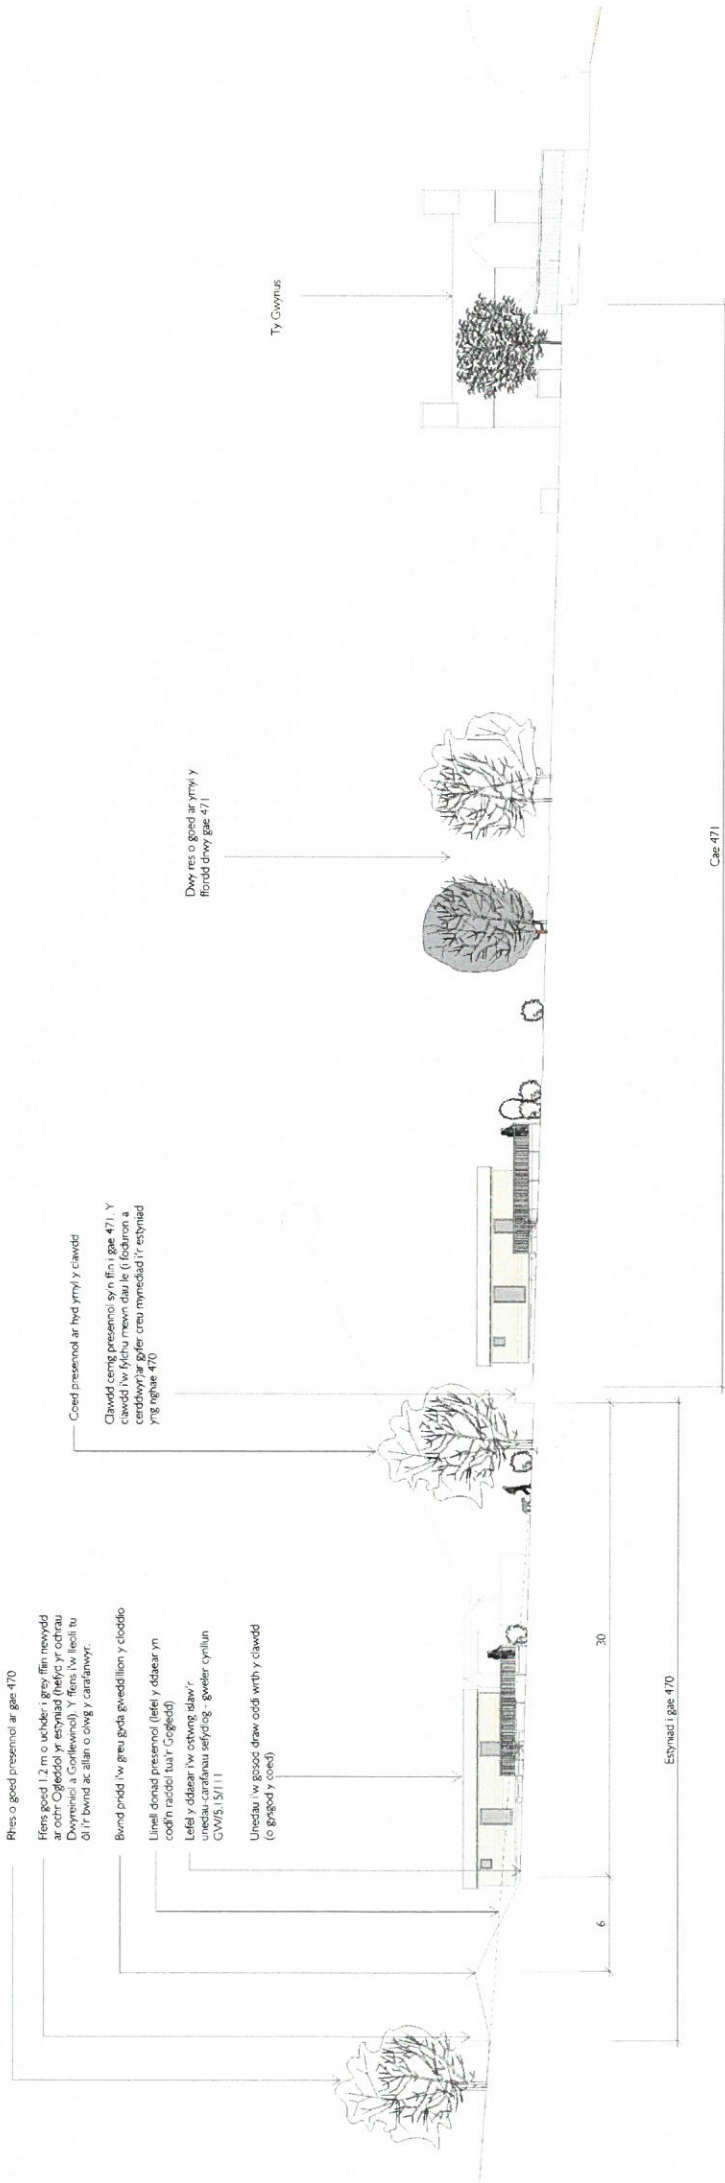 Rhes o goed presennol ar gae 470
Ffens goed 1.2 m o uchder i grey ffin newydd
ar ochr Ogleddol yr estyniad (hefyd yr ochrau
Dwyreiniol a Gorllewinol). Y ffens i'w lleoli tu
ôl i'r bwnd ac allan o olwg y carafanwyr.
Bwnd pridd i'w greu gyda gweddillion y cloddio
Llinell donad presennol (lefel y ddaear yn
codi'n raddol tua'r Gogledd)
Lefel y ddaear i'w ostwng islaw'r
unedau-carafanau sefydlog - gweler cynllun
GW/5.15/111
Unedau i'w gosod draw oddi wrth y clawdd
(o gysgod y coed)
Coed presennol ar hyd ymyl y clawdd
Clawdd cerrig presennol sy'n ffin i gae 471. Y
clawdd i'w fylchu mewn dau le (i foduron a
cerddwyr)ar gyfer creu mynediad i'r estyniad
yng nghae 470
Dwy res o goed ar ymyl y
ffordd drwy gae 471
Ty Gwynus
6
30
Estyniad i gae 470
Cae 471